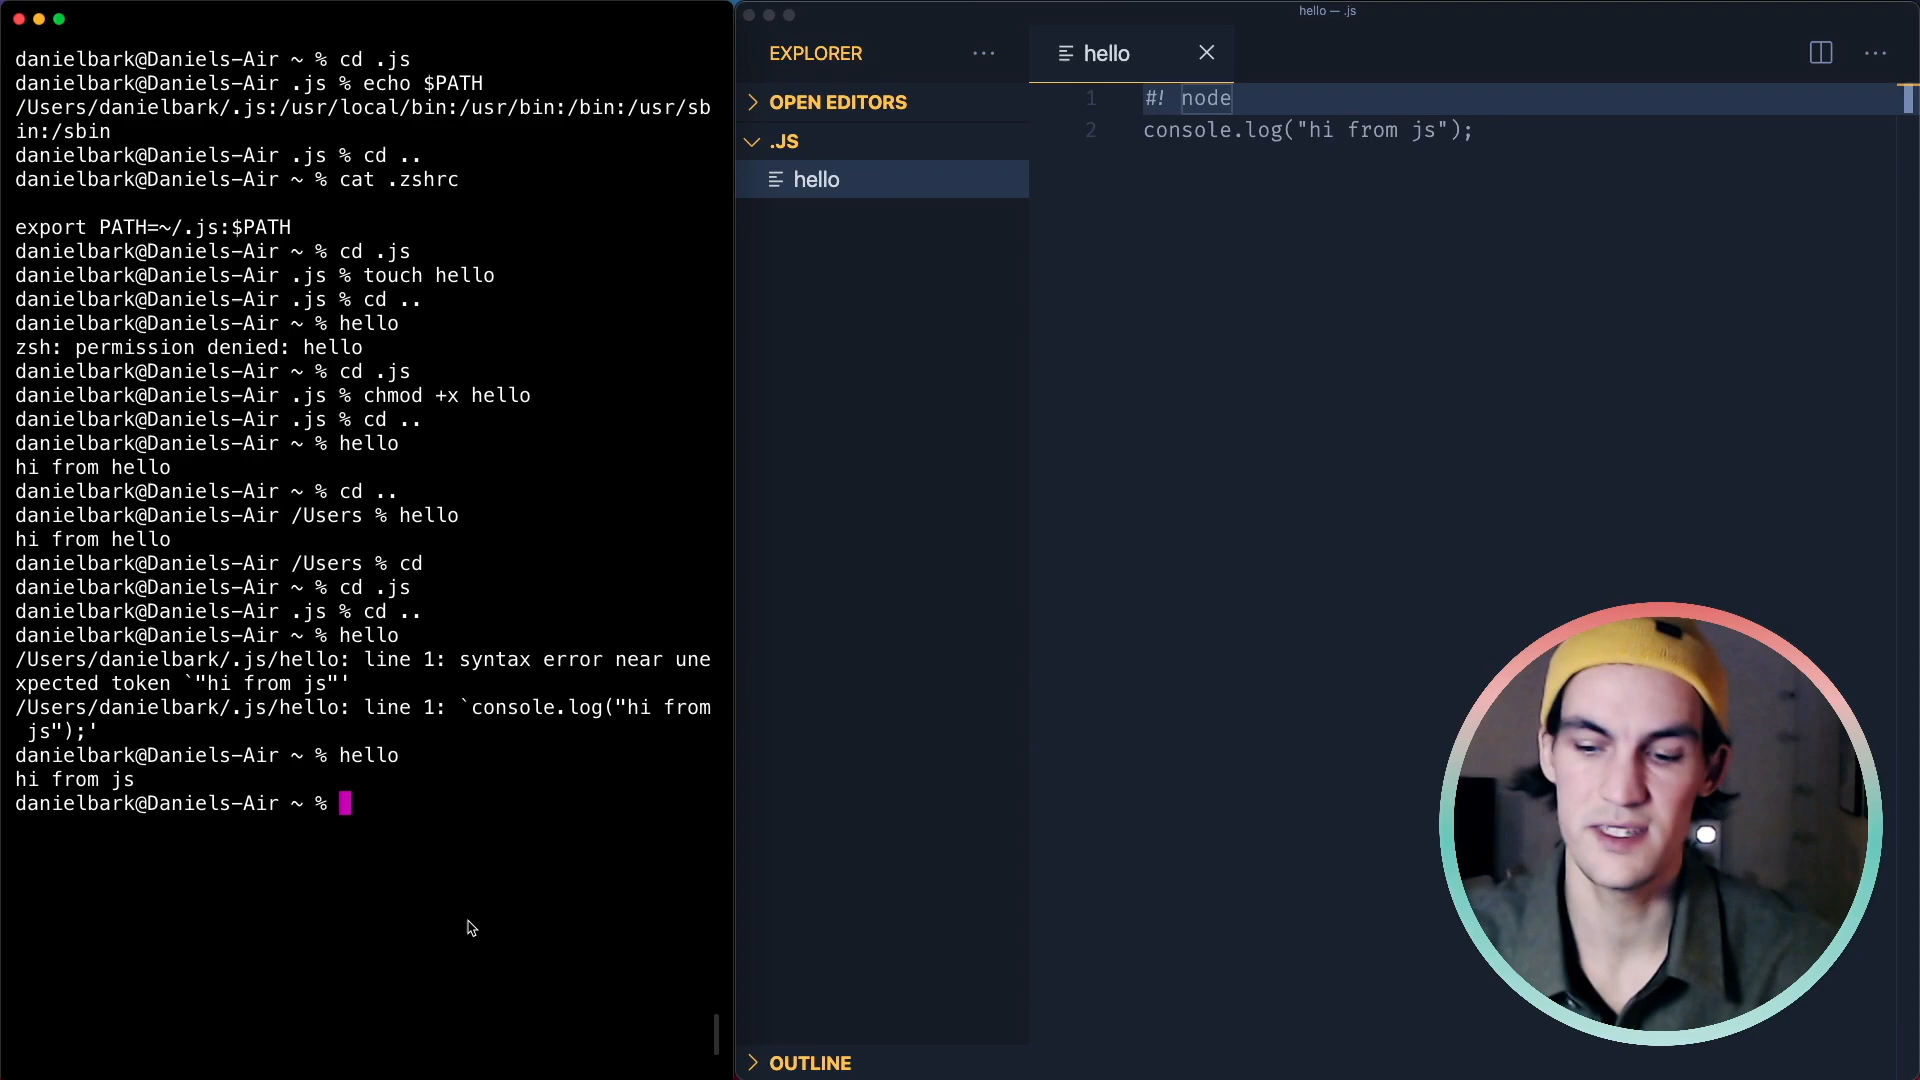 danielbark@Daniels-Air ~ % cd .js
danielbark@Daniels-Air .js % echo $PATH
/Users/danielbark/.js:/usr/local/bin:/usr/bin:/bin:/usr/sb
in:/sbin
danielbark@Daniels-Air .js % cd ..
danielbark@Daniels-Air ~ % cat .zshrc
export PATH=~/.js:$PATH
danielbark@Daniels-Air ~ % cd .js
danielbark@Daniels-Air .js % touch hello
danielbark@Daniels-Air .js % cd ..
danielbark@Daniels-Air ~ % hello
zsh: permission denied: hello
danielbark@Daniels-Air ~ % cd .js
danielbark@Daniels-Air .js % chmod +x hello
danielbark@Daniels-Air .js % cd ..
danielbark@Daniels-Air ~ % hello
hi from hello
danielbark@Daniels-Air ~ % cd ..
danielbark@Daniels-Air /Users % hello
hi from hello
danielbark@Daniels-Air /Users % cd
danielbark@Daniels-Air ~ % cd .js
danielbark@Daniels-Air .js % cd ..
danielbark@Daniels-Air ~ % hello
/Users/danielbark/.js/hello: line 1: syntax error near une
xpected token `"hi from js"'
/Users/danielbark/.js/hello: line 1: `console.log("hi from
js");'
danielbark@Daniels-Air ~ % hello
hi from js
danielbark@Daniels-Air ~ %
hello — .js
EXPLORER
OPEN EDITORS
.JS
hello
OUTLINE
hello
1 #! node
2 console.log("hi from js");